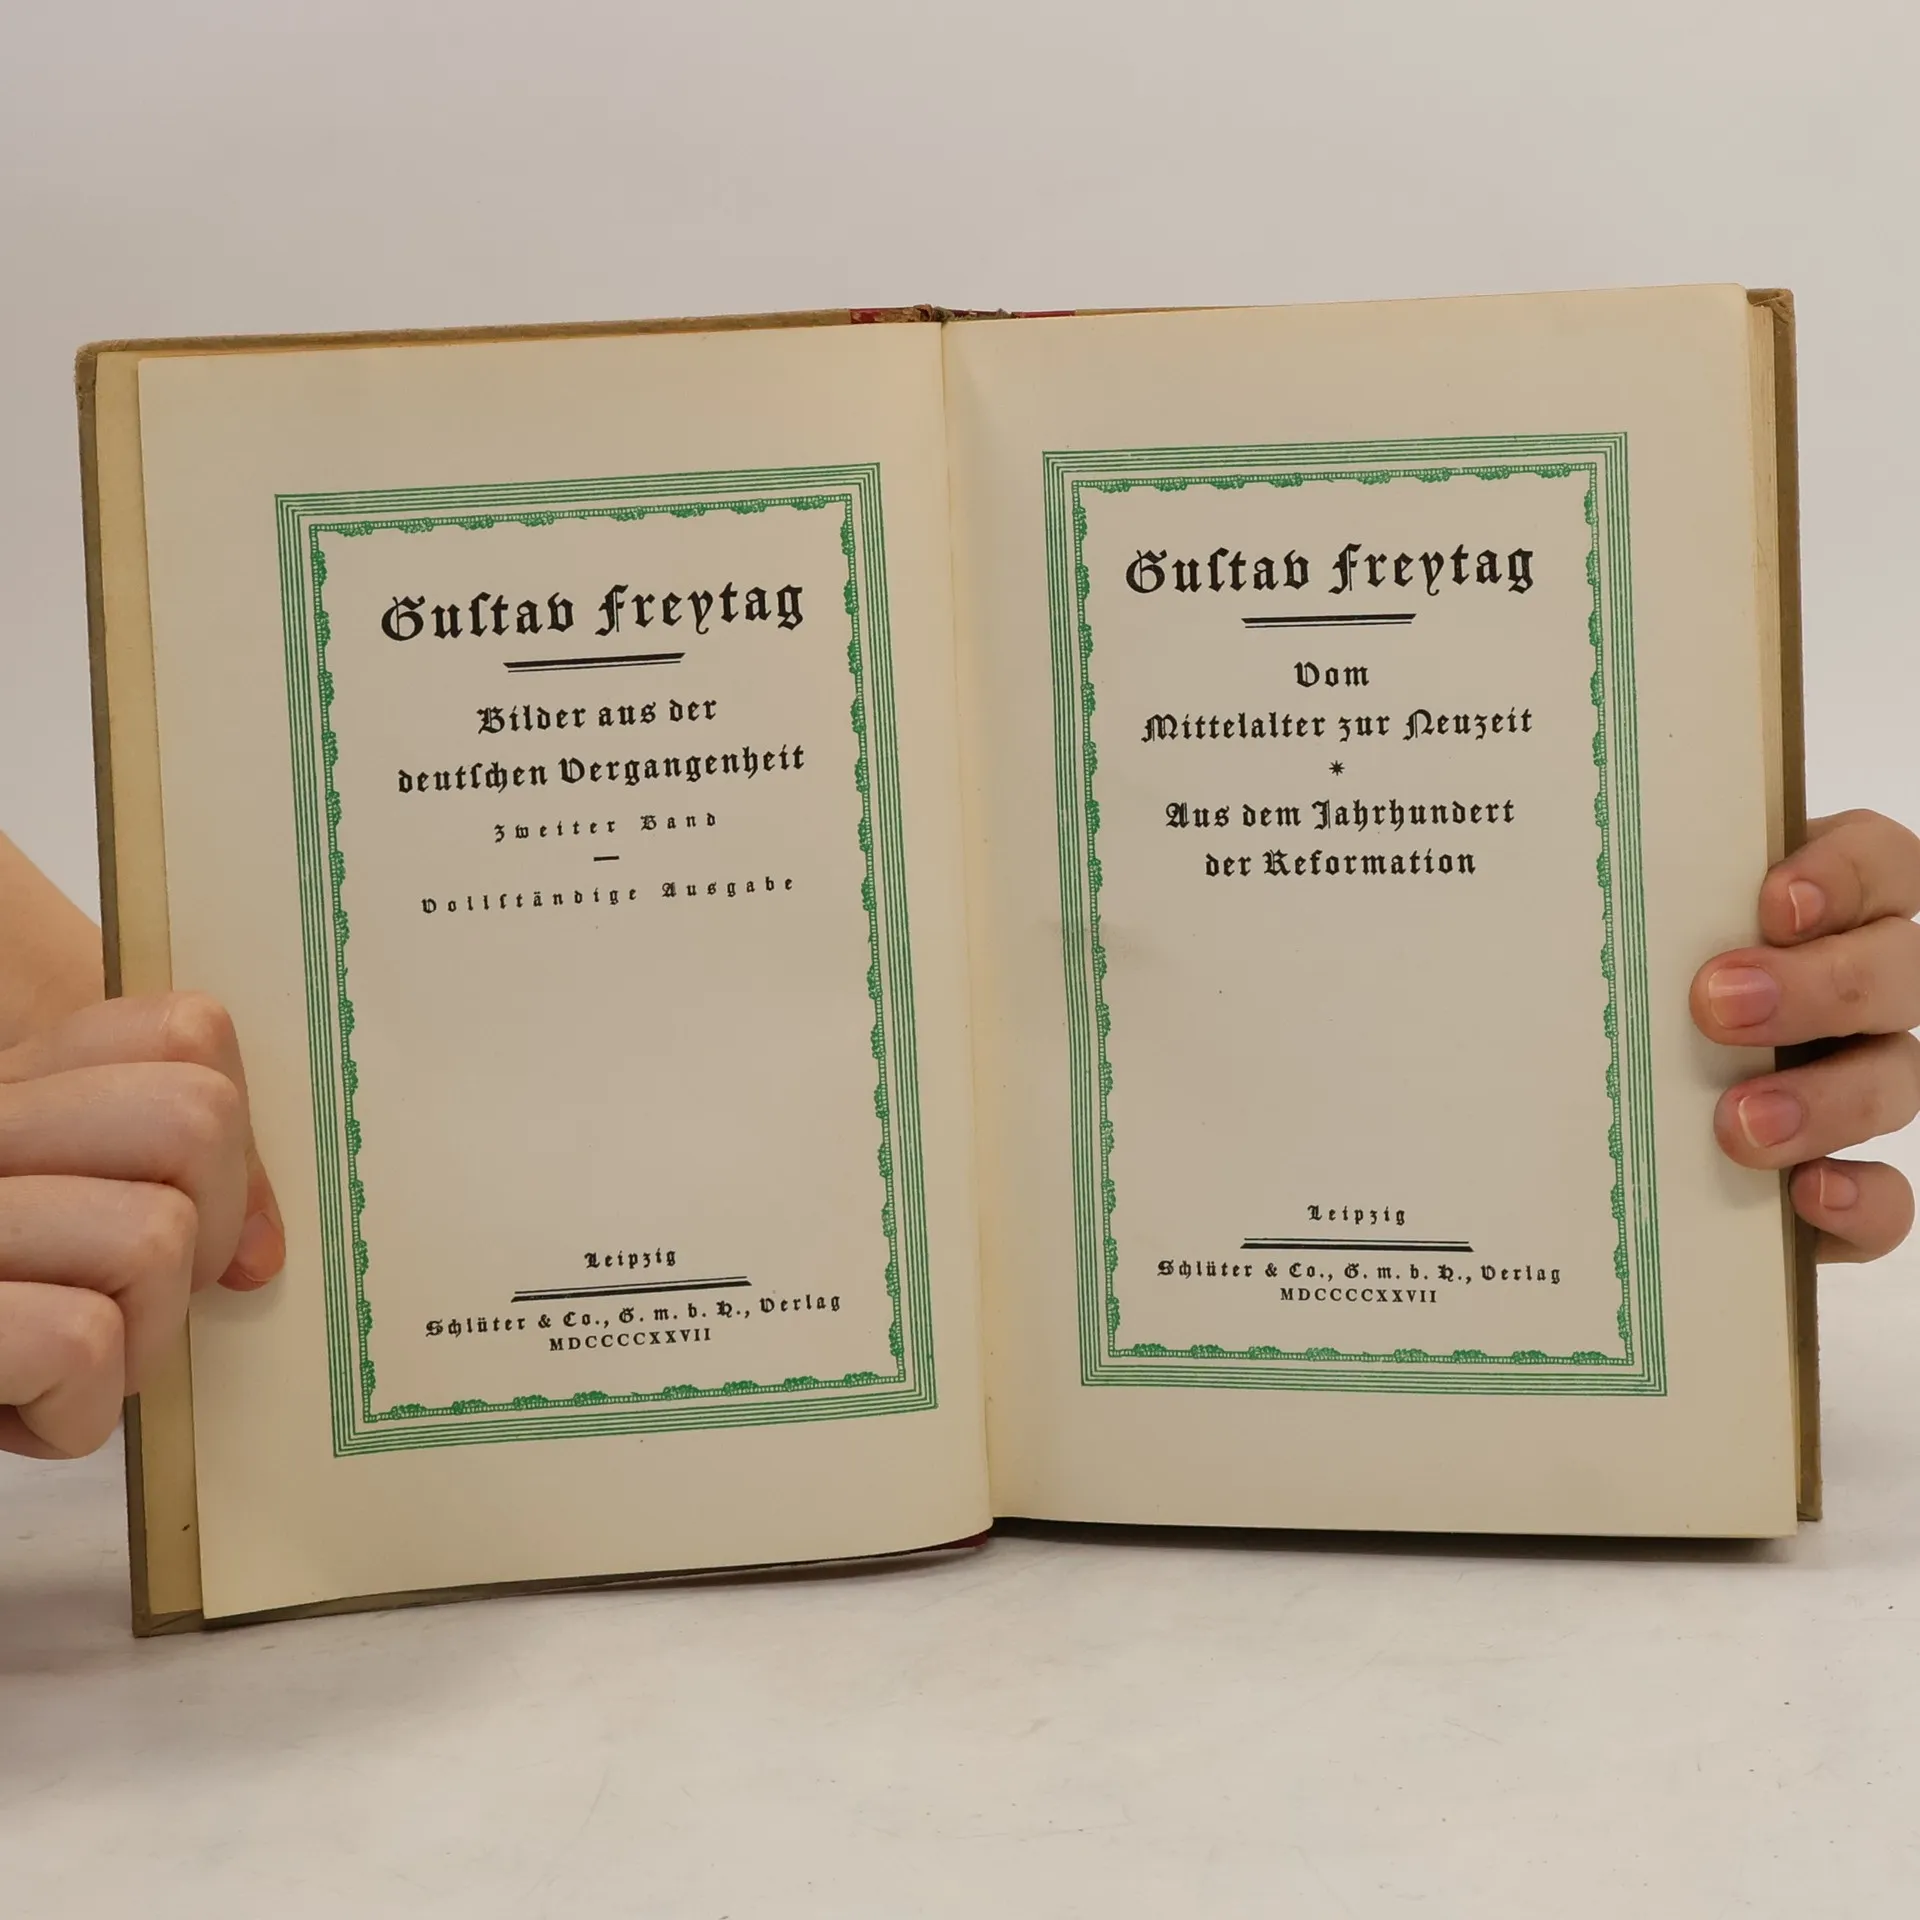 Guſtav Freytag
Bilder aus der
deutſchen Vergangenheit
Zweiter Band
Vollſtändige Ausgabe
Leipzig
Schlüter & Co., G. m. b. H., Verlag
MDCCCCXXVII
Guſtav Freytag
Vom
Mittelalter zur Neuzeit
*
Aus dem Jahrhundert
der Reformation
Leipzig
Schlüter & Co., G. m. b. H., Verlag
MDCCCCXXVII